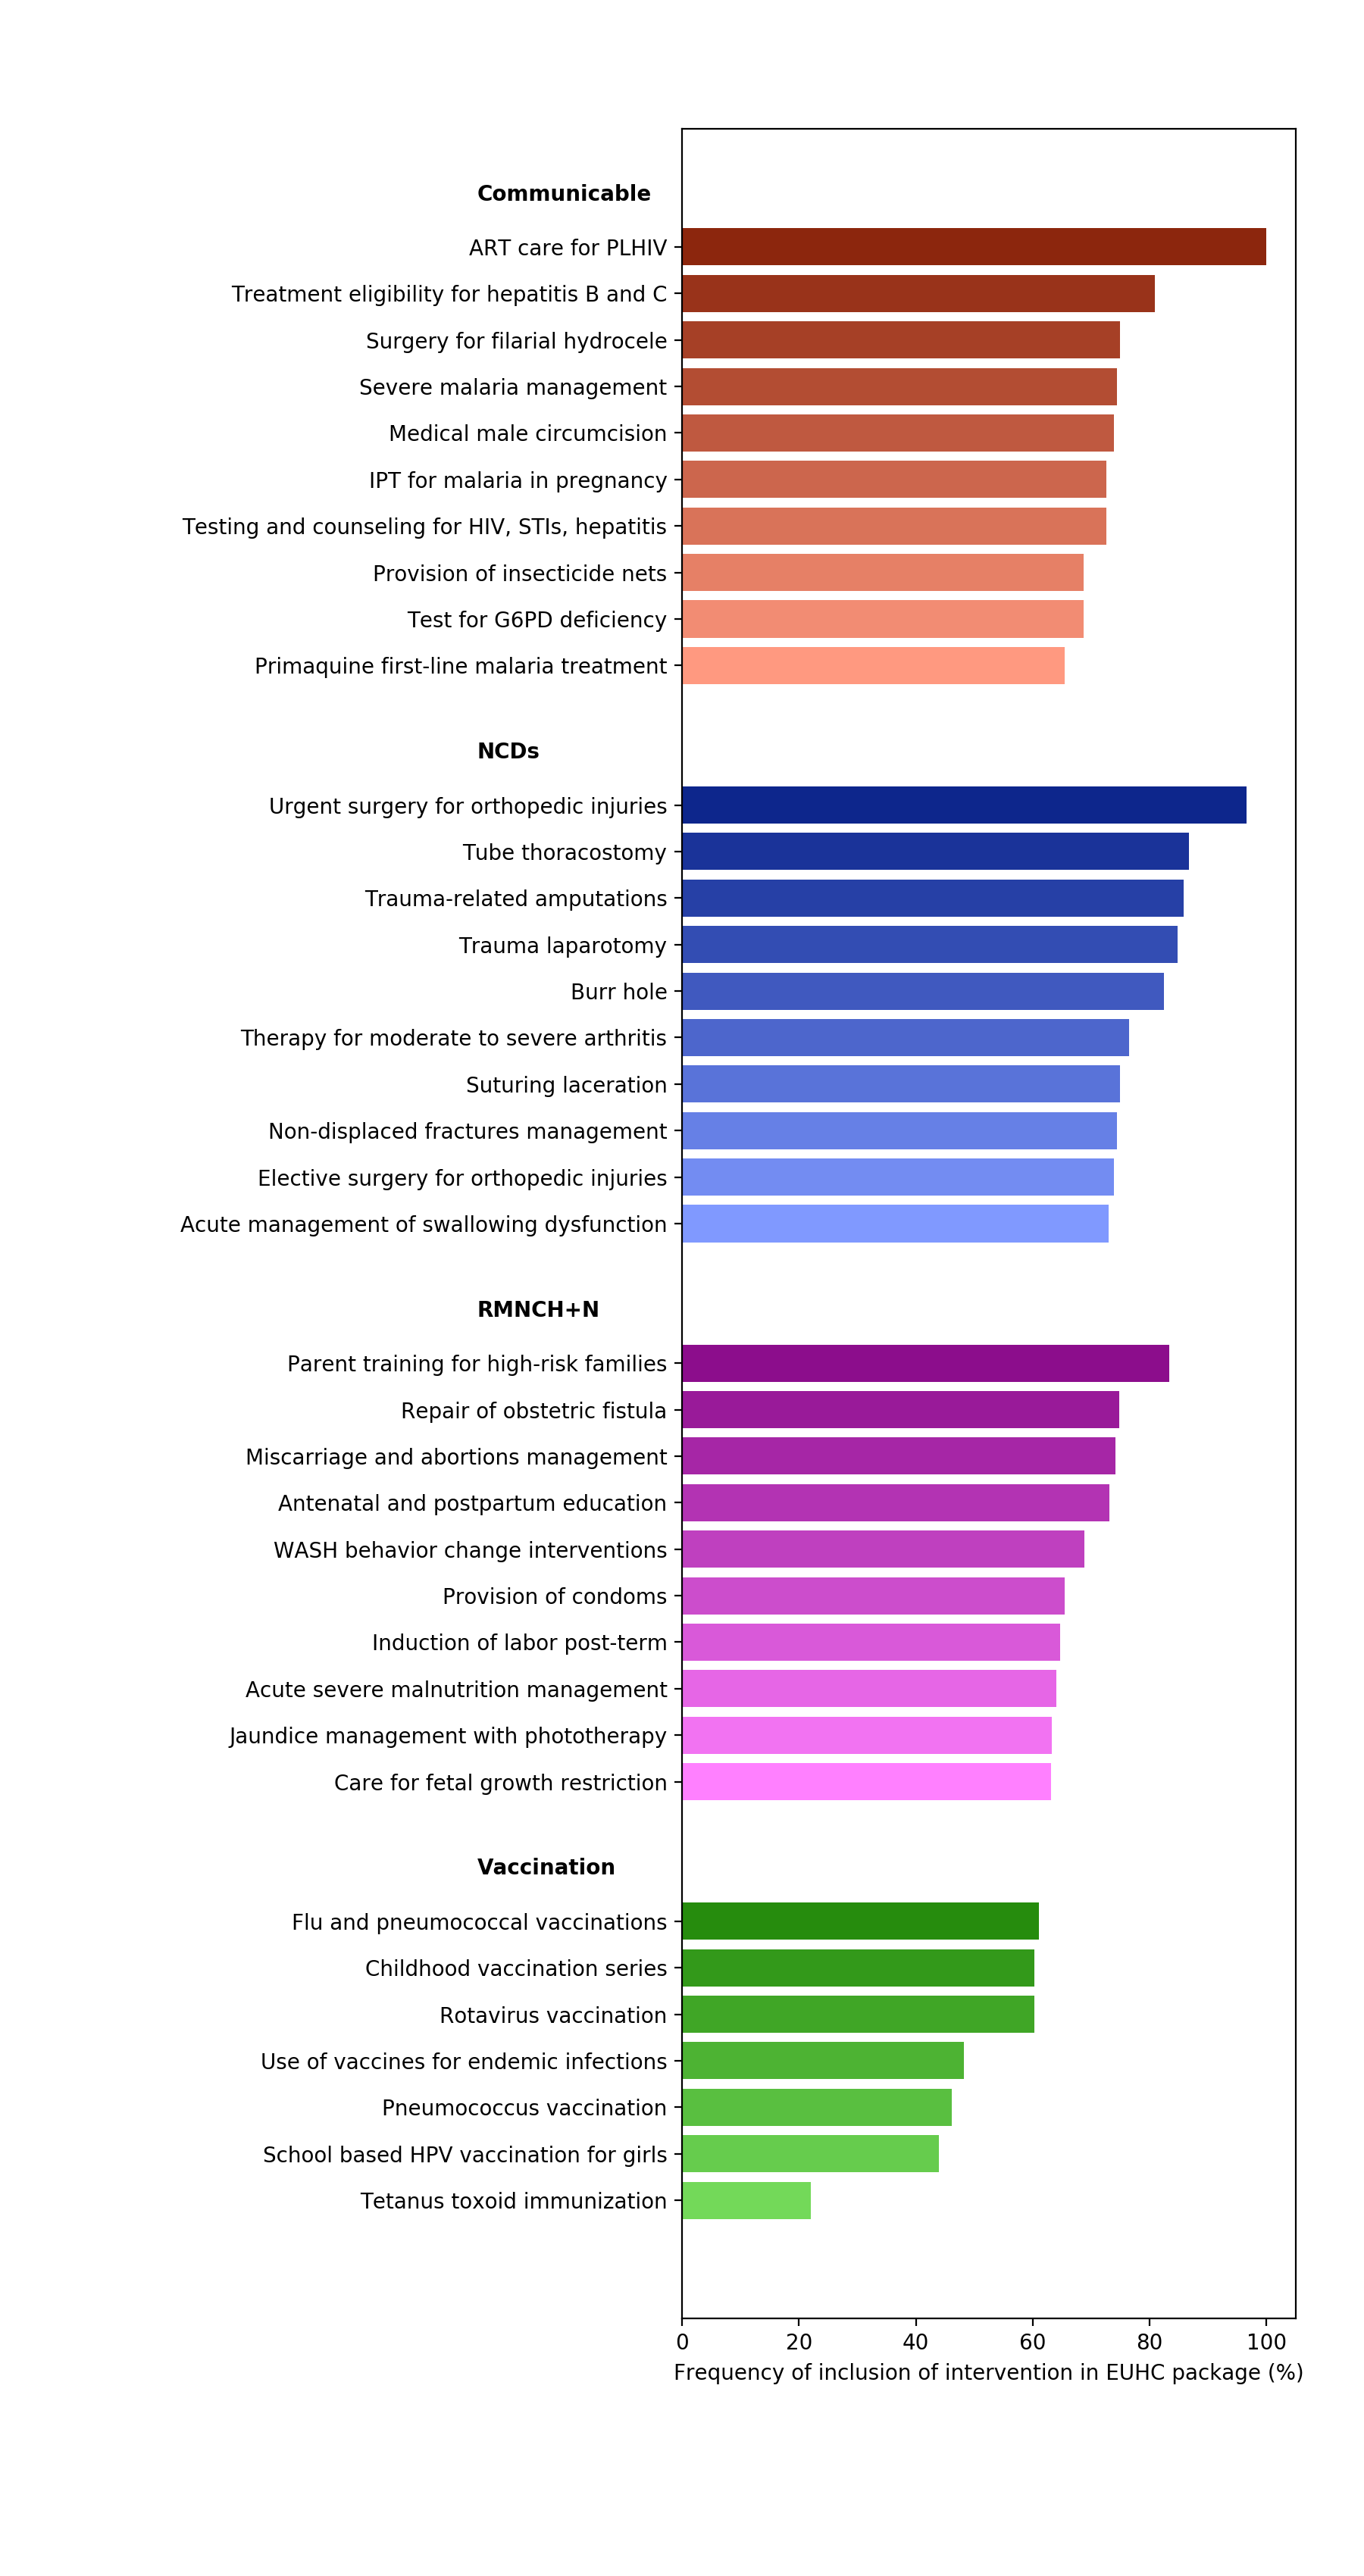 Communicable
ART care for PLHIV
Treatment eligibility for hepatitis B and C
Surgery for filarial hydrocele
Severe malaria management
Medical male circumcision
IPT for malaria in pregnancy
Testing and counseling for HIV, STIs, hepatitis
Provision of insecticide nets
Test for G6PD deficiency
Primaquine first-line malaria treatment
NCDs
Urgent surgery for orthopedic injuries
Tube thoracostomy
Trauma-related amputations
Trauma laparotomy
Burr hole
Therapy for moderate to severe arthritis
Suturing laceration
Non-displaced fractures management
Elective surgery for orthopedic injuries
Acute management of swallowing dysfunction
RMNCH+N
Parent training for high-risk families
Repair of obstetric fistula
Miscarriage and abortions management
Antenatal and postpartum education
WASH behavior change interventions
Provision of condoms
Induction of labor post-term
Acute severe malnutrition management
Jaundice management with phototherapy
Care for fetal growth restriction
Vaccination
Flu and pneumococcal vaccinations
Childhood vaccination series
Rotavirus vaccination
Use of vaccines for endemic infections
Pneumococcus vaccination
School based HPV vaccination for girls
Tetanus toxoid immunization
0 20 40 60 80 100
Frequency of inclusion of intervention in EUHC package (%)